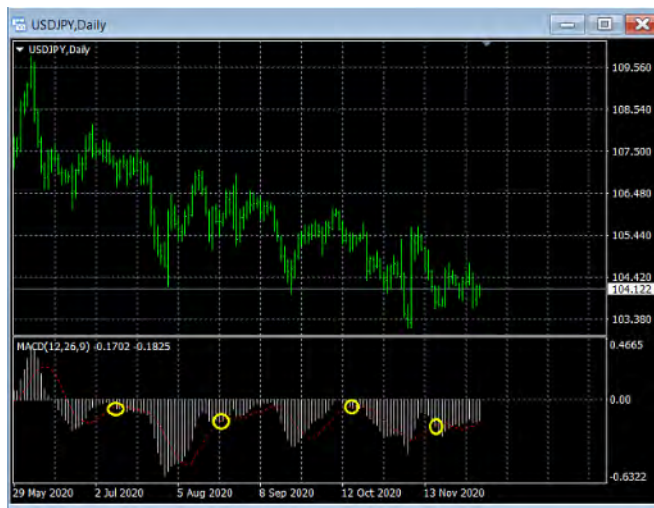 USDJPY,Daily
USDJPY,Daily
109.560
108.540
107.500
106.480
105.440
104.420
104.122
103.380
MACD(12,26,9) -0.1702 -0.1825
0.4665
0.00
-0.6322
29 May 2020 2 Jul 2020 5 Aug 2020 8 Sep 2020 12 Oct 2020 13 Nov 2020